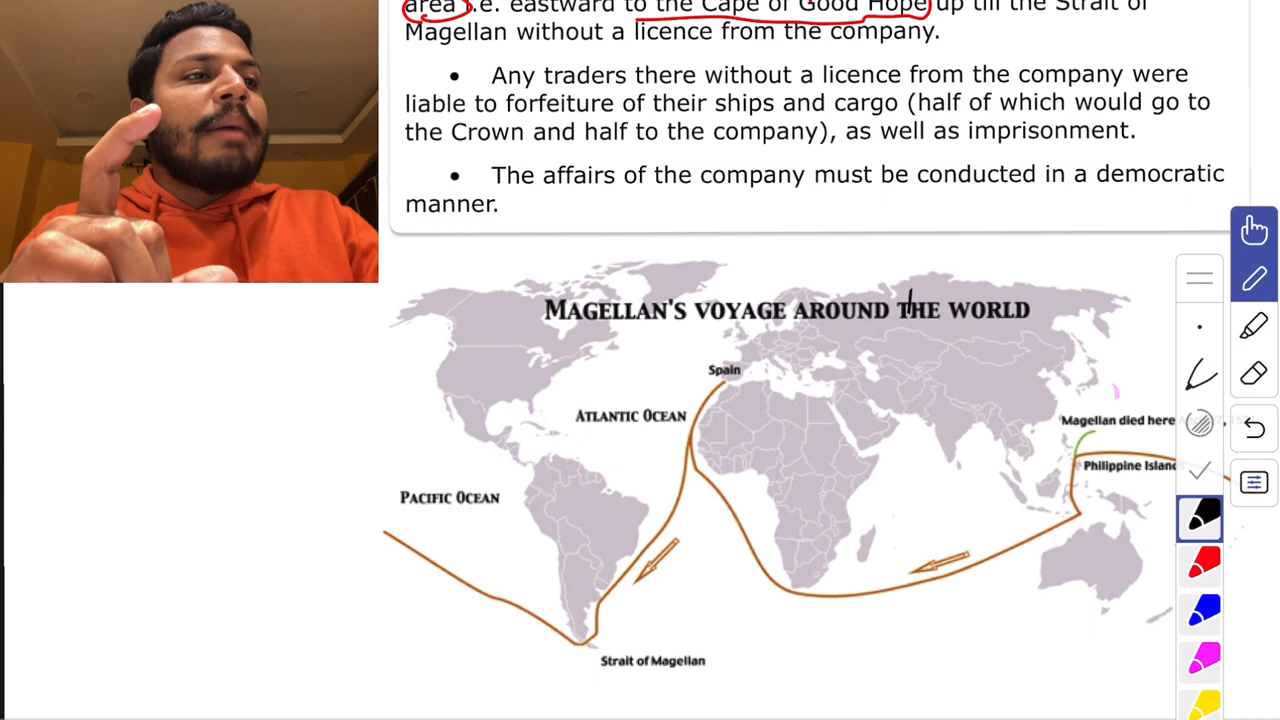 area i.e. eastward to the Cape of Good Hope up till the Strait of
Magellan without a licence from the company.
• Any traders there without a licence from the company were
liable to forfeiture of their ships and cargo (half of which would go to
the Crown and half to the company), as well as imprisonment.
• The affairs of the company must be conducted in a democratic
manner.
MAGELLAN'S VOYAGE AROUND THE WORLD
Spain
ATLANTIC OCEAN
Magellan died here
Philippine Islan
PACIFIC OCEAN
Strait of Magellan